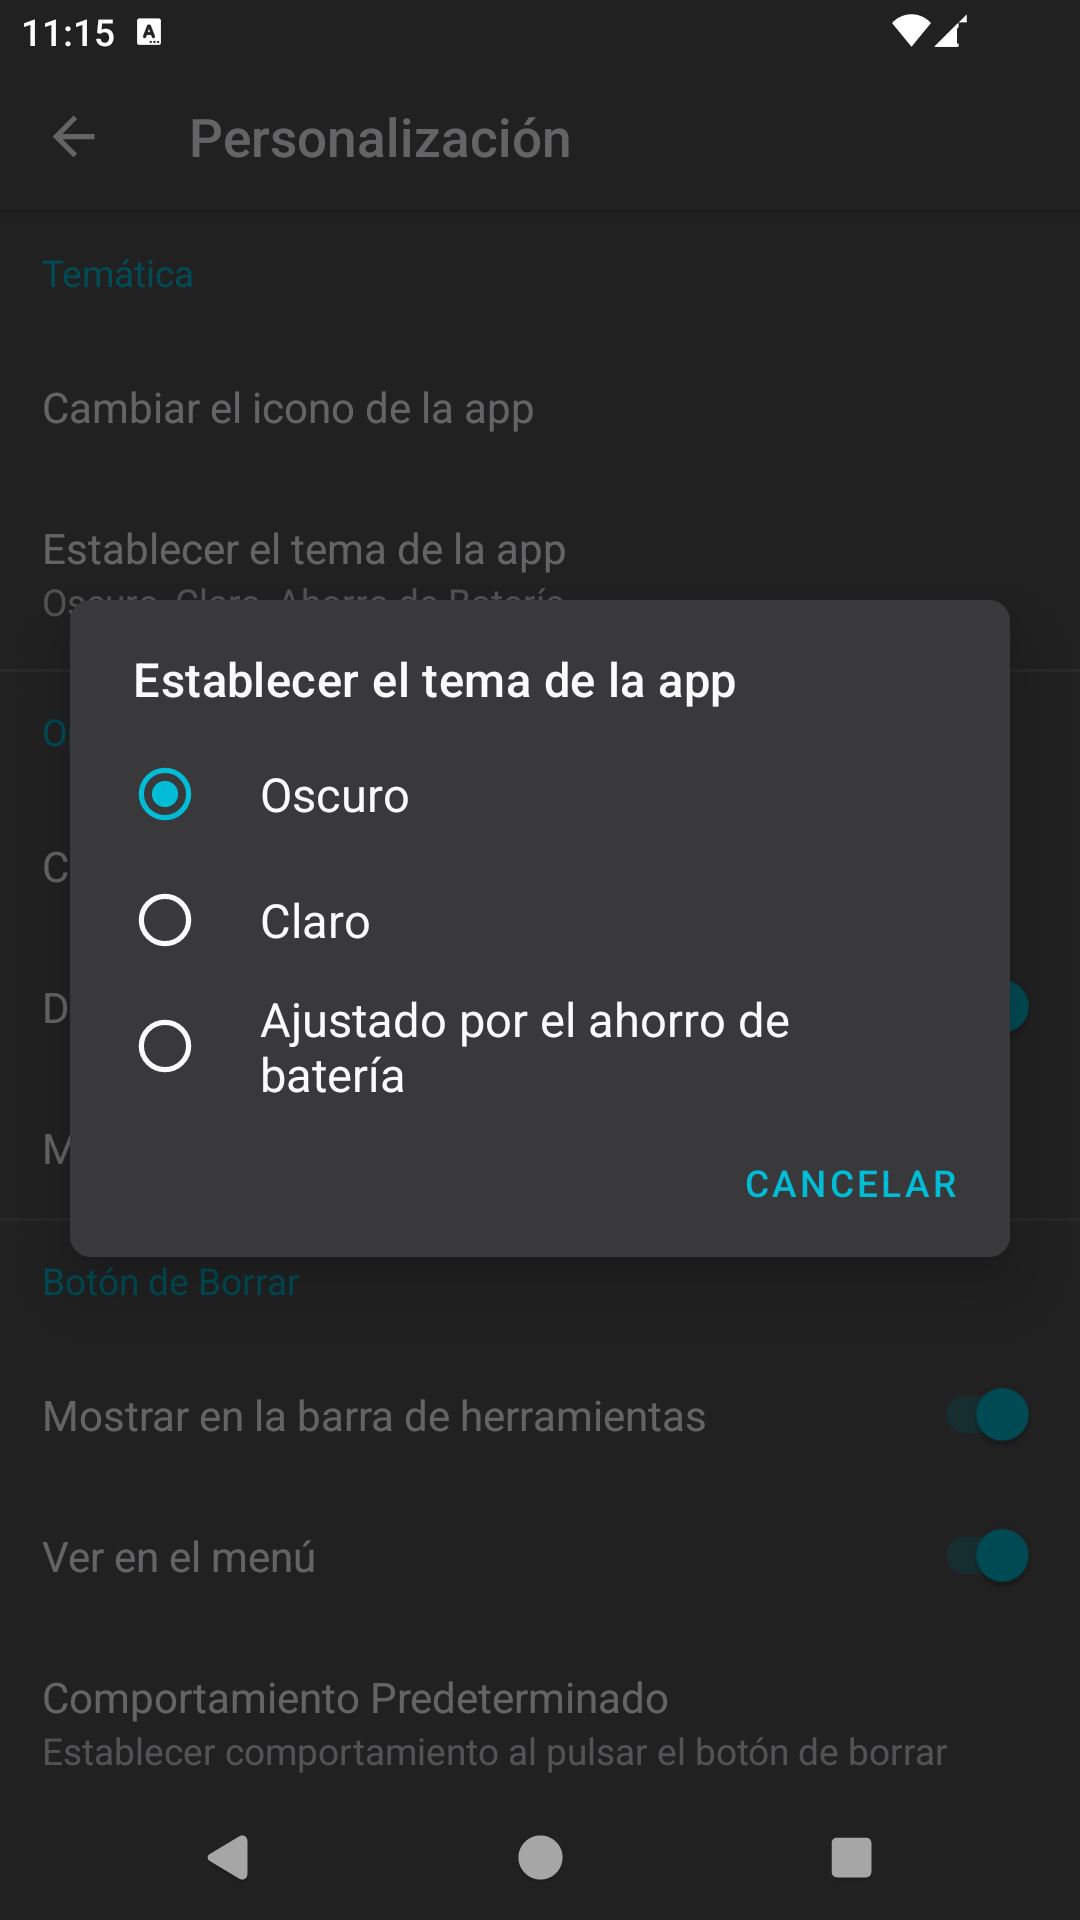 11:15
Personalización
Temática
Cambiar el icono de la app
Establecer el tema de la app
Oscuro, Claro, Ahorro de Batería
Establecer el tema de la app
Oscuro
Claro
Ajustado por el ahorro de
batería
CANCELAR
Botón de Borrar
Mostrar en la barra de herramientas
Ver en el menú
Comportamiento Predeterminado
Establecer comportamiento al pulsar el botón de borrar